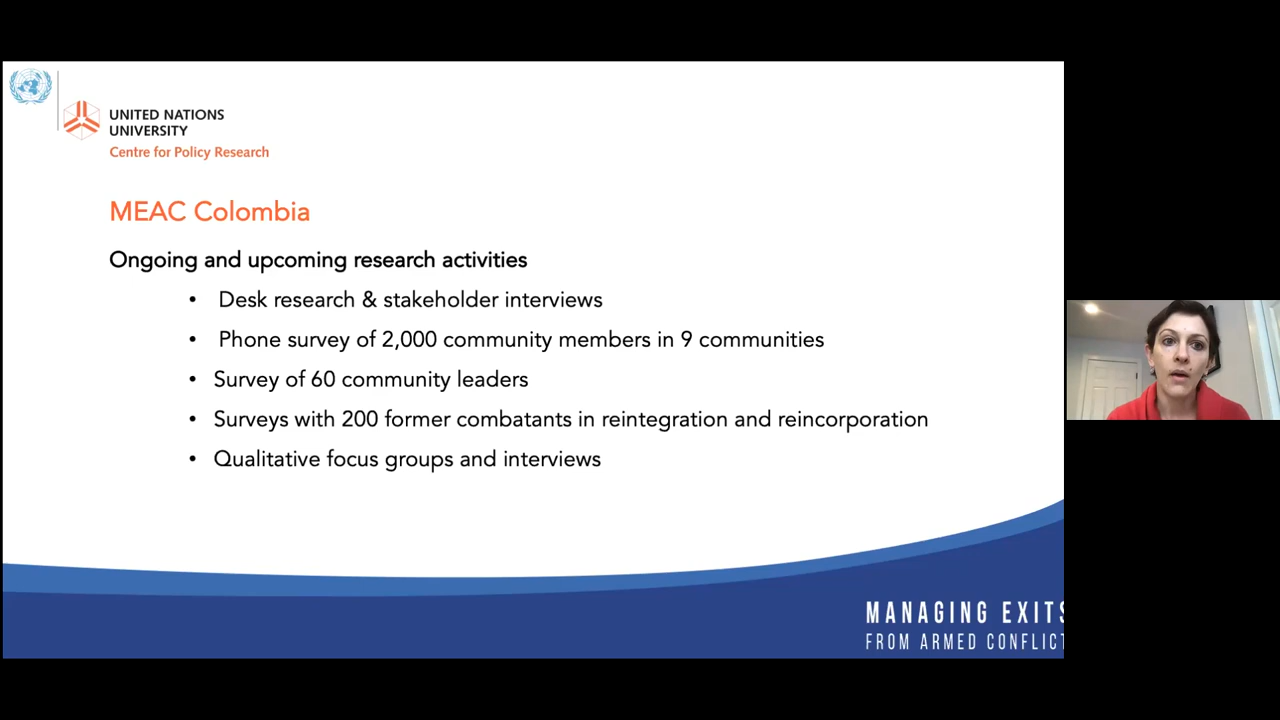 UNITED NATIONS
UNIVERSITY
Centre for Policy Research
MEAC Colombia
Ongoing and upcoming research activities
• Desk research & stakeholder interviews
• Phone survey of 2,000 community members in 9 communities
• Survey of 60 community leaders
• Surveys with 200 former combatants in reintegration and reincorporation
• Qualitative focus groups and interviews
MANAGING EXITS
FROM ARMED CONFLICT